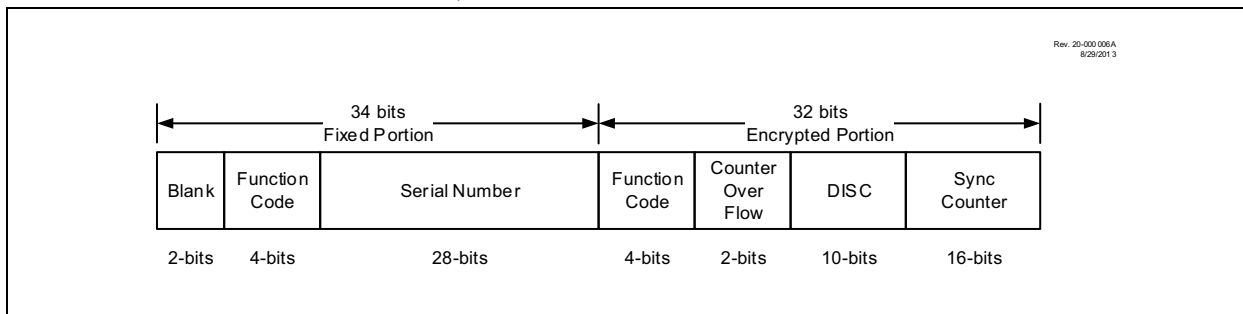 Rev. 20-000006A
8/29/2013
34 bits
Fixed Portion
32 bits
Encrypted Portion
Blank
Function
Code
Serial Number
Function
Code
Counter
Over
Flow
DISC
Sync
Counter
2-bits 4-bits 28-bits 4-bits 2-bits 10-bits 16-bits